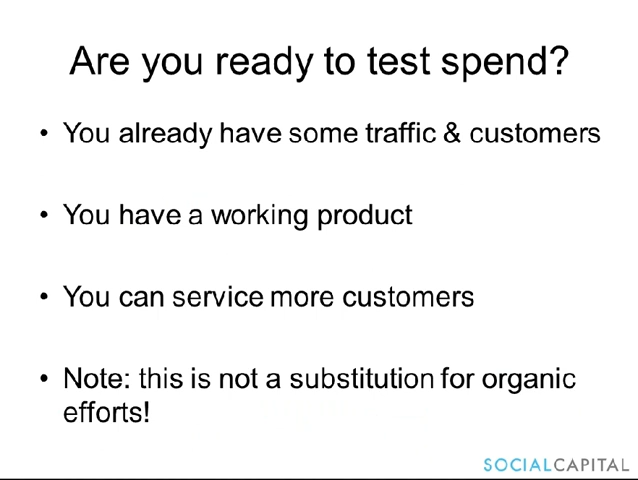 Are you ready to test spend?
• You already have some traffic & customers
• You have a working product
• You can service more customers
• Note: this is not a substitution for organic
efforts!
SOCIALCAPITAL